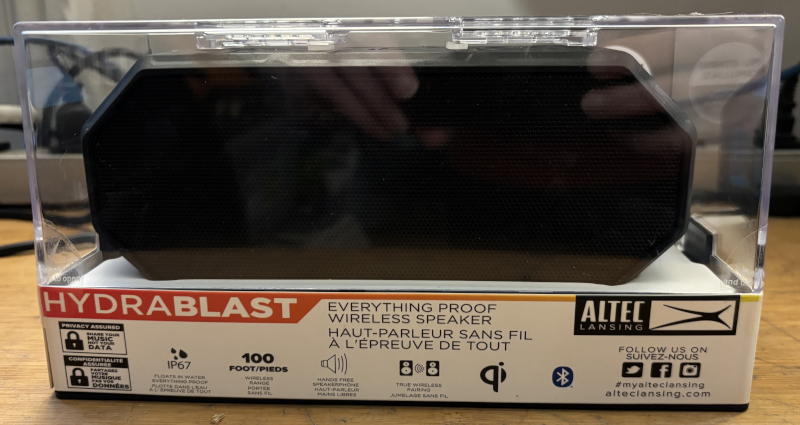 HYDRABLAST
EVERYTHING PROOF
WIRELESS SPEAKER
HAUT-PARLEUR SANS FIL
À L'ÉPREUVE DE TOUT
ALTEC
LANSING
PRIVACY ASSURED
SHARE YOUR
MUSIC
NOT YOUR
DATA
CONFIDENTIALITÉ
ASSURÉE
PARTAGEZ
VOTRE
MUSIQUE
PAS VOS
DONNÉES
IP67
FLOATS IN WATER
EVERYTHING PROOF
FLOTTE DANS L'EAU
À L'ÉPREUVE DE TOUT
100
FOOT/PIEDS
WIRELESS
RANGE
PORTÉE
SANS FIL
HANDS FREE
SPEAKERPHONE
HAUT-PARLEUR
MAINS LIBRES
TRUE WIRELESS
PAIRING
JUMELAGE SANS FIL
qi
FOLLOW US ON
SUIVEZ-NOUS
#myalteclansing
alteclansing.com